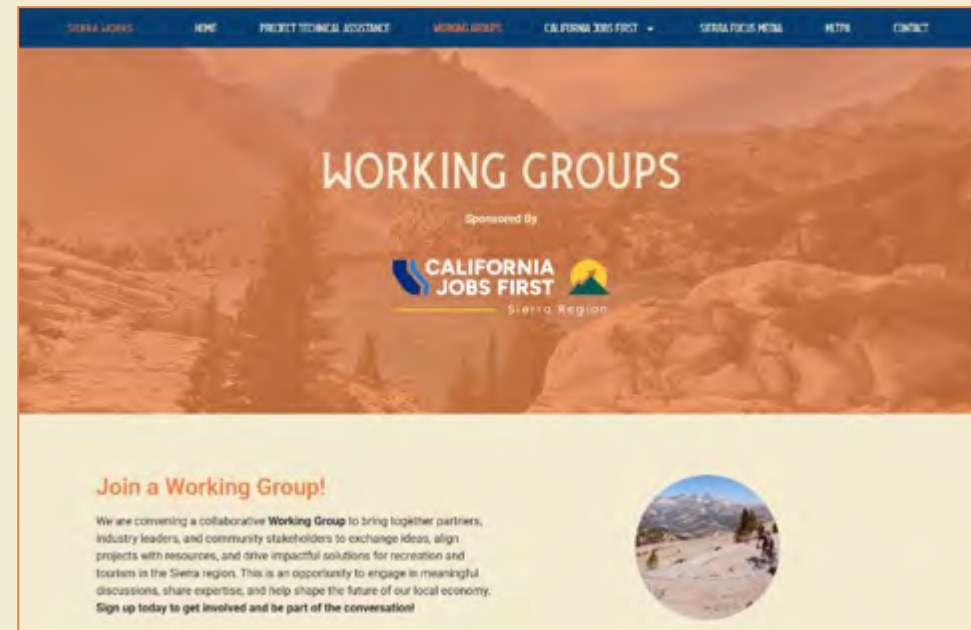 SIERRA WORKS HOME PROJECT TECHNICAL ASSISTANCE WORKING GROUPS CALIFORNIA JOBS FIRST SIERRA FOCUS MEDIA MLTPA CONTACT
WORKING GROUPS
Sponsored By
CALIFORNIA
JOBS FIRST
Sierra Region
Join a Working Group!
We are convening a collaborative Working Group to bring together partners,
industry leaders, and community stakeholders to exchange ideas, align
projects with resources, and drive impactful solutions for recreation and
tourism in the Sierra region. This is an opportunity to engage in meaningful
discussions, share expertise, and help shape the future of our local economy.
Sign up today to get involved and be part of the conversation!